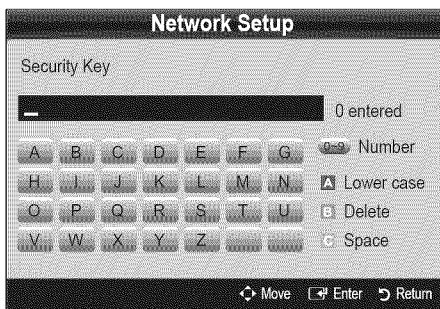 Network Setup
Security Key
0 entered
A B C D E F G 0~9 Number
H I J K L M N A Lower case
O P Q R S T U B Delete
V W X Y Z C Space
Move Enter Return